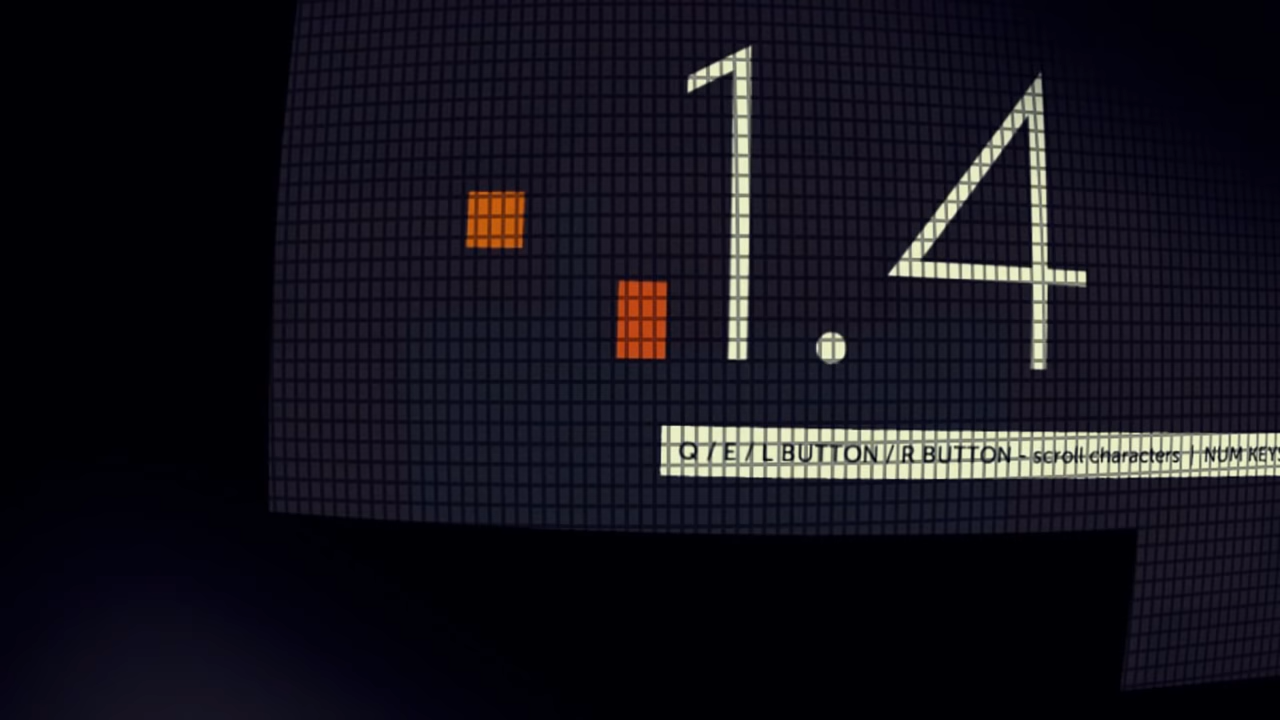 1.4
Q / E / L BUTTON / R BUTTON - scroll characters | NUM KEYS